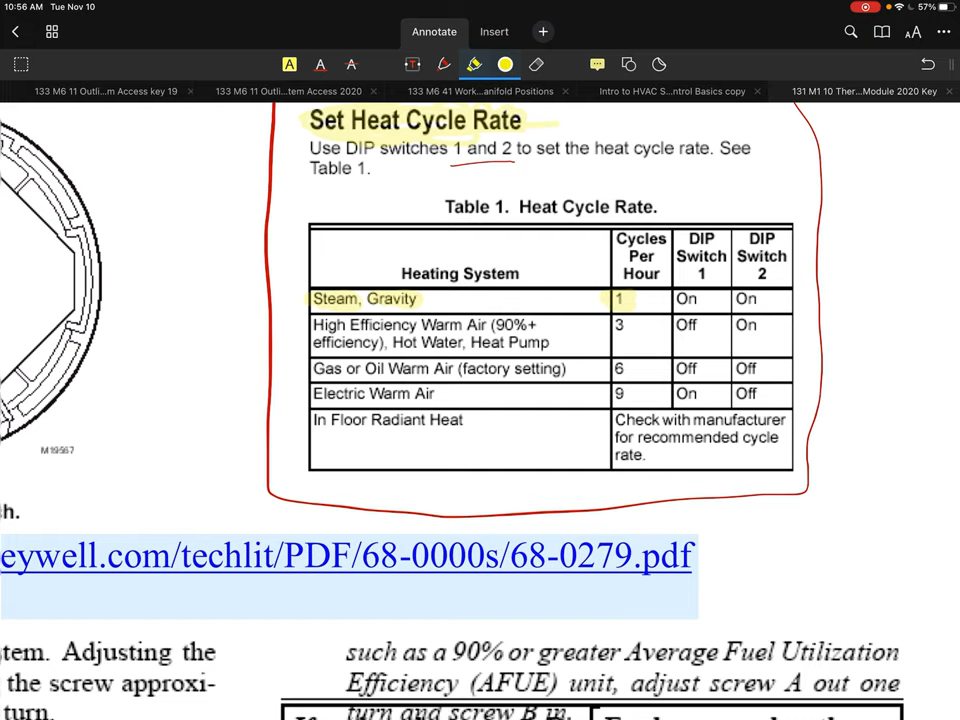 10:56 AM Tue Nov 10
57%
Annotate
Insert
133 M6 11 Outli...m Access key 19
133 M6 11 Outli...tem Access 2020
133 M6 41 Work...anifold Positions
Intro to HVAC S...ntrol Basics copy
131 M1 10 Ther...Module 2020 Key
Set Heat Cycle Rate
Use DIP switches 1 and 2 to set the heat cycle rate. See
Table 1.
Table 1. Heat Cycle Rate.
Heating System
Cycles
Per
Hour
DIP
Switch
1
DIP
Switch
2
Steam, Gravity 1 On On
High Efficiency Warm Air (90%+
efficiency), Hot Water, Heat Pump
3 Off On
Gas or Oil Warm Air (factory setting) 6 Off Off
Electric Warm Air 9 On Off
In Floor Radiant Heat
Check with manufacturer
for recommended cycle
rate.
M19567
h.
eywell.com/techlit/PDF/68-0000s/68-0279.pdf
tem. Adjusting the
the screw approxi-
turn.
such as a 90% or greater Average Fuel Utilization
Efficiency (AFUE) unit, adjust screw A out one
turn and screw B in.